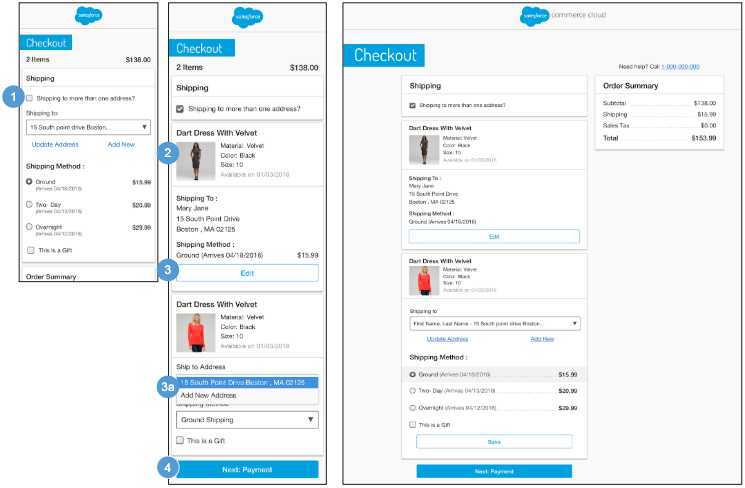 salesforce
Checkout
2 Items $138.00
Shipping
1
Shipping to more than one address?
Shipping to:
15 South point drive Boston...
Update Address Add New
Shipping Method :
Ground $15.99
(Arrives 04/18/2016)
Two- Day $20.99
(Arrives 04/13/2016)
Overnight $29.99
(Arrives 04/12/2016)
This is a Gift
Order Summary
salesforce
Checkout
2 Items $138.00
Shipping
Shipping to more than one address?
Dart Dress With Velvet
2
Material: Velvet
Color: Black
Size: 10
Available on 01/03/2016
Shipping To :
Mary Jane
15 South Point Drive
Boston , MA 02125
Shipping Method :
Ground (Arrives 04/18/2016) $15.99
3
Edit
Dart Dress With Velvet
Material: Velvet
Color: Black
Size: 10
Available on 01/03/2016
Ship to Address
3a
15 South Point Drive Boston , MA 02125
Add New Address
Shipping Method
Ground Shipping
This is a Gift
4
Next: Payment
salesforce commerce cloud
Checkout
Need help? Call 1-000-000-000
Shipping
Shipping to more than one address?
Dart Dress With Velvet
Material: Velvet
Color: Black
Size: 10
Available on 01/03/2016
Shipping To :
Mary Jane
15 South Point Drive
Boston , MA 02125
Shipping Method :
Ground (Arrives 04/18/2016)
Edit
Dart Dress With Velvet
Material: Velvet
Color: Black
Size: 10
Available on 01/03/2016
Shipping to
First Name, Last Name - 15 South point drive Boston...
Update Address Add New
Shipping Method :
Ground (Arrives 04/18/2016) $15.99
Two- Day (Arrives 04/13/2016) $20.99
Overnight (Arrives 04/12/2016) $29.99
This is a Gift
Save
Next: Payment
Order Summary
Subtotal $138.00
Shipping $15.99
Sales Tax $0.00
Total $153.99